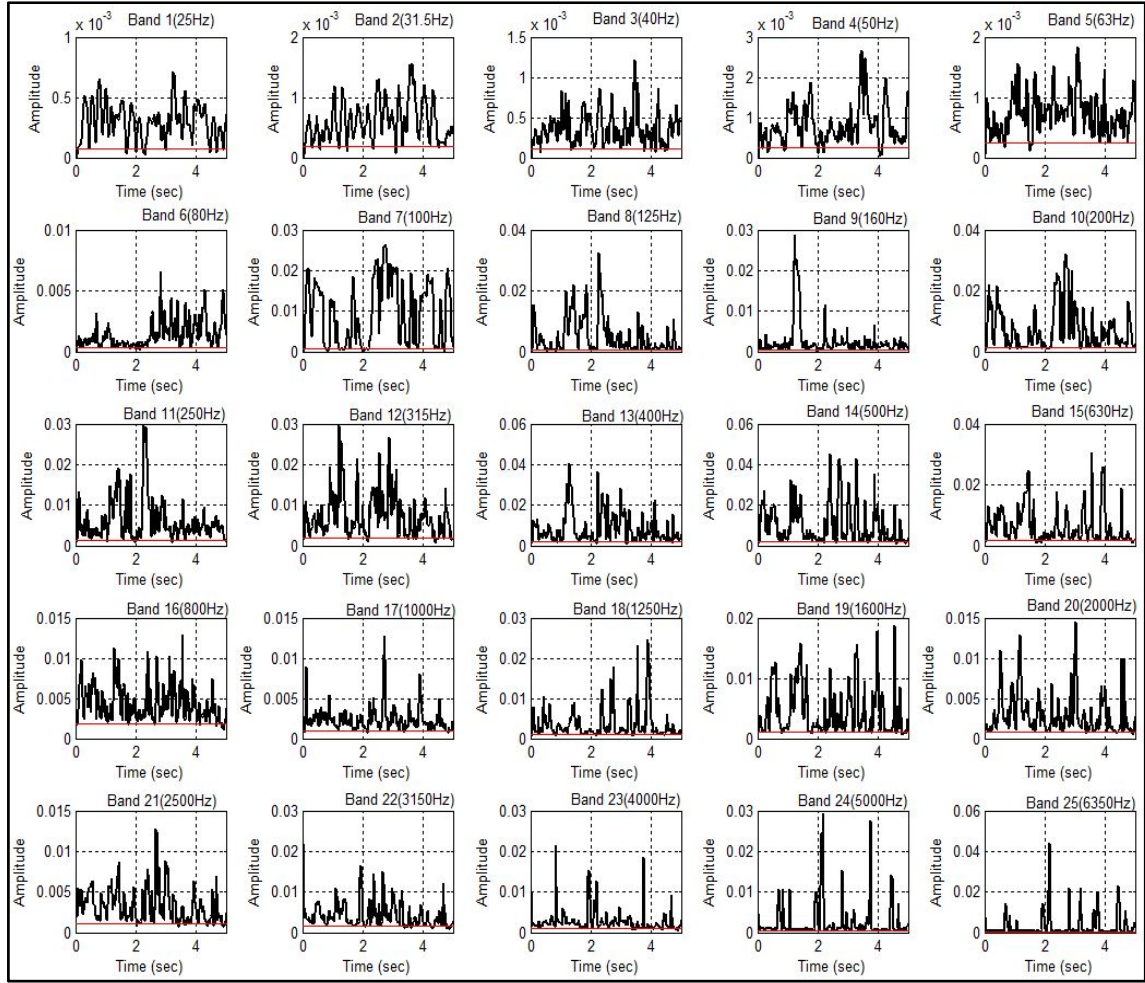 x 10⁻³ Band 1(25Hz)
1
0.5
0
Amplitude
0 2 4
Time (sec)
x 10⁻³ Band 2(31.5Hz)
2
1
0
Amplitude
0 2 4
Time (sec)
x 10⁻³ Band 3(40Hz)
1.5
1
0.5
0
Amplitude
0 2 4
Time (sec)
x 10⁻³ Band 4(50Hz)
3
2
1
0
Amplitude
0 2 4
Time (sec)
x 10⁻³ Band 5(63Hz)
2
1.5
1
0.5
0
Amplitude
0 2 4
Time (sec)
Band 6(80Hz)
0.01
0.005
0
Amplitude
0 2 4
Time (sec)
Band 7(100Hz)
0.03
0.02
0.01
0
Amplitude
0 2 4
Time (sec)
Band 8(125Hz)
0.04
0.02
0
Amplitude
0 2 4
Time (sec)
Band 9(160Hz)
0.03
0.02
0.01
0
Amplitude
0 2 4
Time (sec)
Band 10(200Hz)
0.04
0.02
0
Amplitude
0 2 4
Time (sec)
Band 11(250Hz)
0.03
0.02
0.01
0
Amplitude
0 2 4
Time (sec)
Band 12(315Hz)
0.03
0.02
0.01
0
Amplitude
0 2 4
Time (sec)
Band 13(400Hz)
0.06
0.04
0.02
0
Amplitude
0 2 4
Time (sec)
Band 14(500Hz)
0.06
0.04
0.02
0
Amplitude
0 2 4
Time (sec)
Band 15(630Hz)
0.04
0.02
0
Amplitude
0 2 4
Time (sec)
Band 16(800Hz)
0.015
0.01
0.005
0
Amplitude
0 2 4
Time (sec)
Band 17(1000Hz)
0.015
0.01
0.005
0
Amplitude
0 2 4
Time (sec)
Band 18(1250Hz)
0.03
0.02
0.01
0
Amplitude
0 2 4
Time (sec)
Band 19(1600Hz)
0.02
0.01
0
Amplitude
0 2 4
Time (sec)
Band 20(2000Hz)
0.015
0.01
0.005
0
Amplitude
0 2 4
Time (sec)
Band 21(2500Hz)
0.015
0.01
0.005
0
Amplitude
0 2 4
Time (sec)
Band 22(3150Hz)
0.03
0.02
0.01
0
Amplitude
0 2 4
Time (sec)
Band 23(4000Hz)
0.03
0.02
0.01
0
Amplitude
0 2 4
Time (sec)
Band 24(5000Hz)
0.03
0.02
0.01
0
Amplitude
0 2 4
Time (sec)
Band 25(6350Hz)
0.06
0.04
0.02
0
Amplitude
0 2 4
Time (sec)